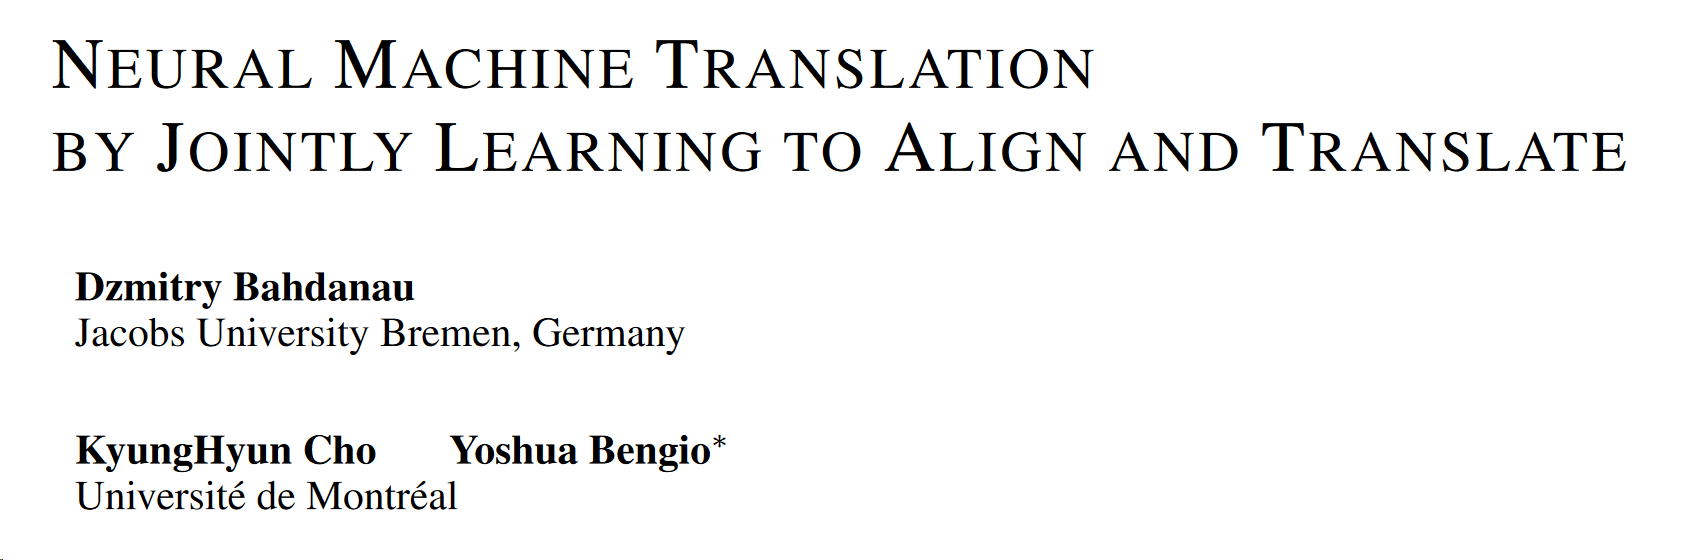 NEURAL MACHINE TRANSLATION
BY JOINTLY LEARNING TO ALIGN AND TRANSLATE
Dzmitry Bahdanau
Jacobs University Bremen, Germany
KyungHyun Cho Yoshua Bengio*
Université de Montréal